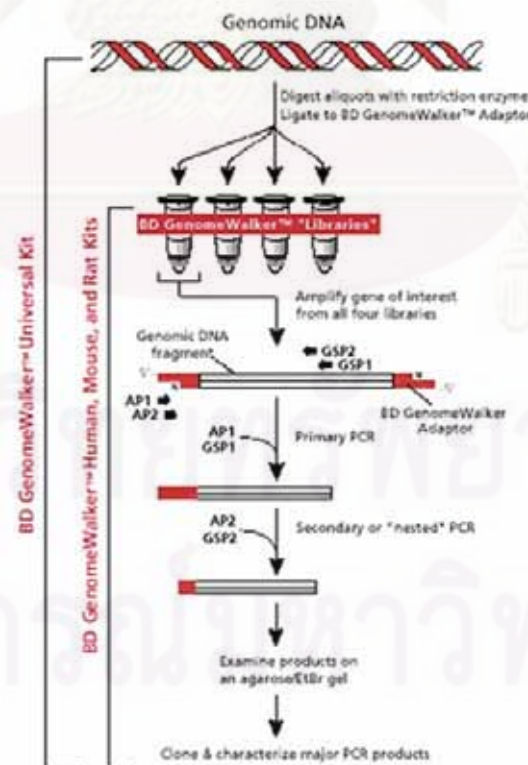 Genomic DNA
Digest aliquots with restriction enzyme
Ligate to BD GenomeWalker™ Adaptor
BD GenomeWalker™ "Libraries"
Amplify gene of interest
from all four libraries
Genomic DNA
fragment
GSP2
GSP1
AP1
AP2
BD GenomeWalker
Adaptor
AP1
GSP1
Primary PCR
AP2
GSP2
Secondary or "nested" PCR
Examine products on
an agarose/EtBr gel
Clone & characterize major PCR products
BD GenomeWalker™ Universal Kit
BD GenomeWalker™ Human, Mouse, and Rat Kits